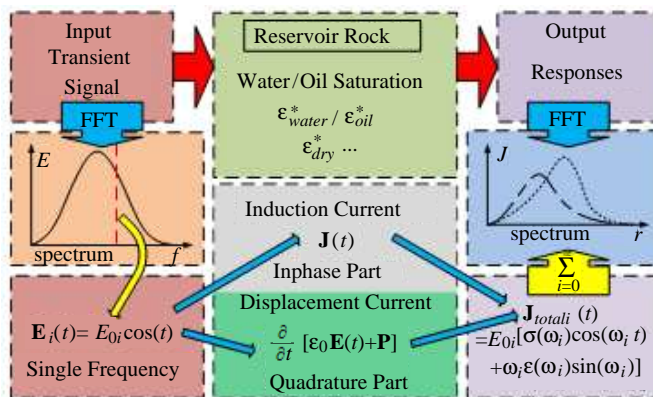 Input
Transient
Signal
FFT
Reservoir Rock
Water/Oil Saturation
ε*water / ε*oil
ε*dry ...
Output
Responses
FFT
E
spectrum f
J
spectrum r
Induction Current
J(t)
Inphase Part
Displacement Current
∂/∂t [ε0 E(t)+P]
Quadrature Part
Ei(t)= E0i cos(t)
Single Frequency
Σ
i=0
Jtotali (t)
=E0i[σ(ωi)cos(ωi t)
+ωiε(ωi)sin(ωi)]